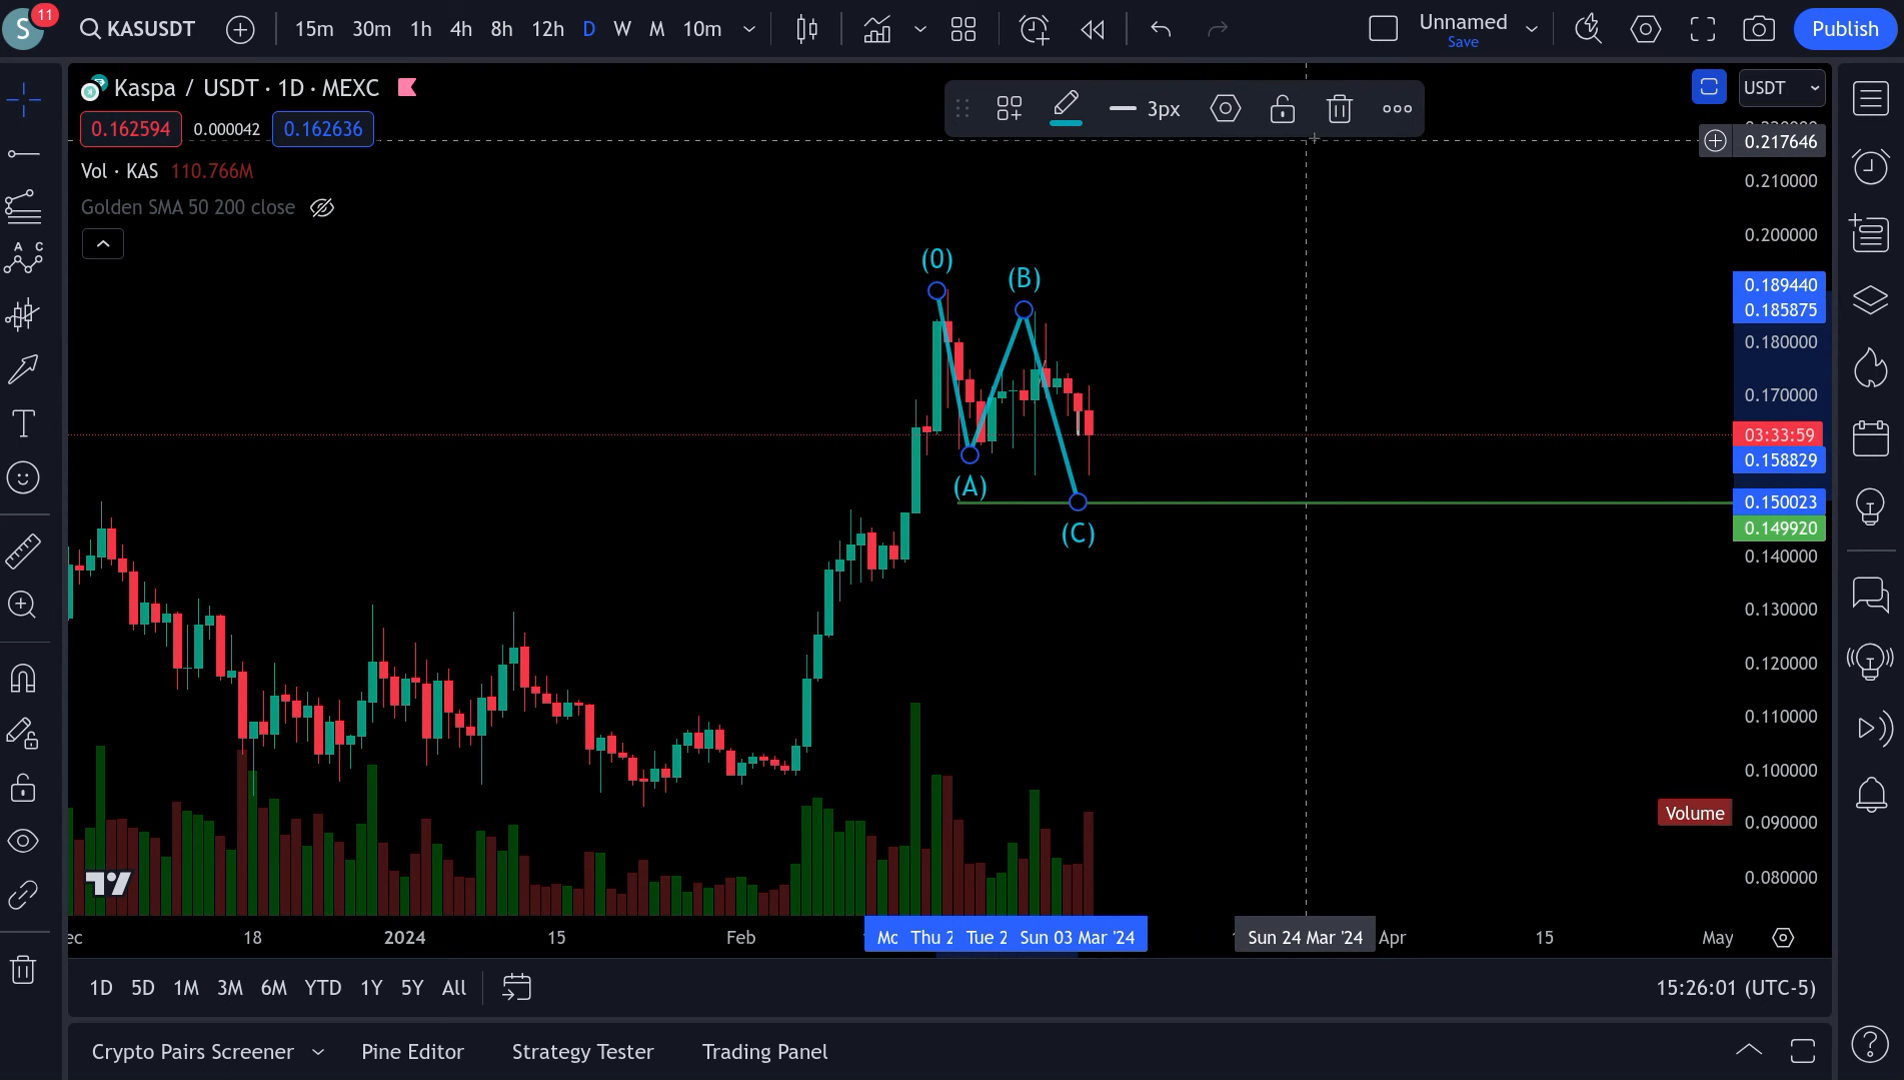 S
11
KASUSDT
15m 30m 1h 4h 8h 12h D W M 10m
Unnamed
Save
Publish
Kaspa / USDT · 1D · MEXC
0.162594 0.000042 0.162636
Vol · KAS 110.766M
Golden SMA 50 200 close
3px
USDT
0.217646
0.210000
0.200000
0.189440
0.185875
0.180000
0.170000
03:33:59
0.158829
0.150023
0.149920
0.140000
0.130000
0.120000
0.110000
0.100000
Volume
0.090000
0.080000
(0)
(B)
(A)
(C)
A C
T
18 2024 15 Feb Thu 2 Tue 2 Sun 03 Mar '24 Sun 24 Mar '24 Apr 15 May
1D 5D 1M 3M 6M YTD 1Y 5Y All
15:26:01 (UTC-5)
Crypto Pairs Screener Pine Editor Strategy Tester Trading Panel